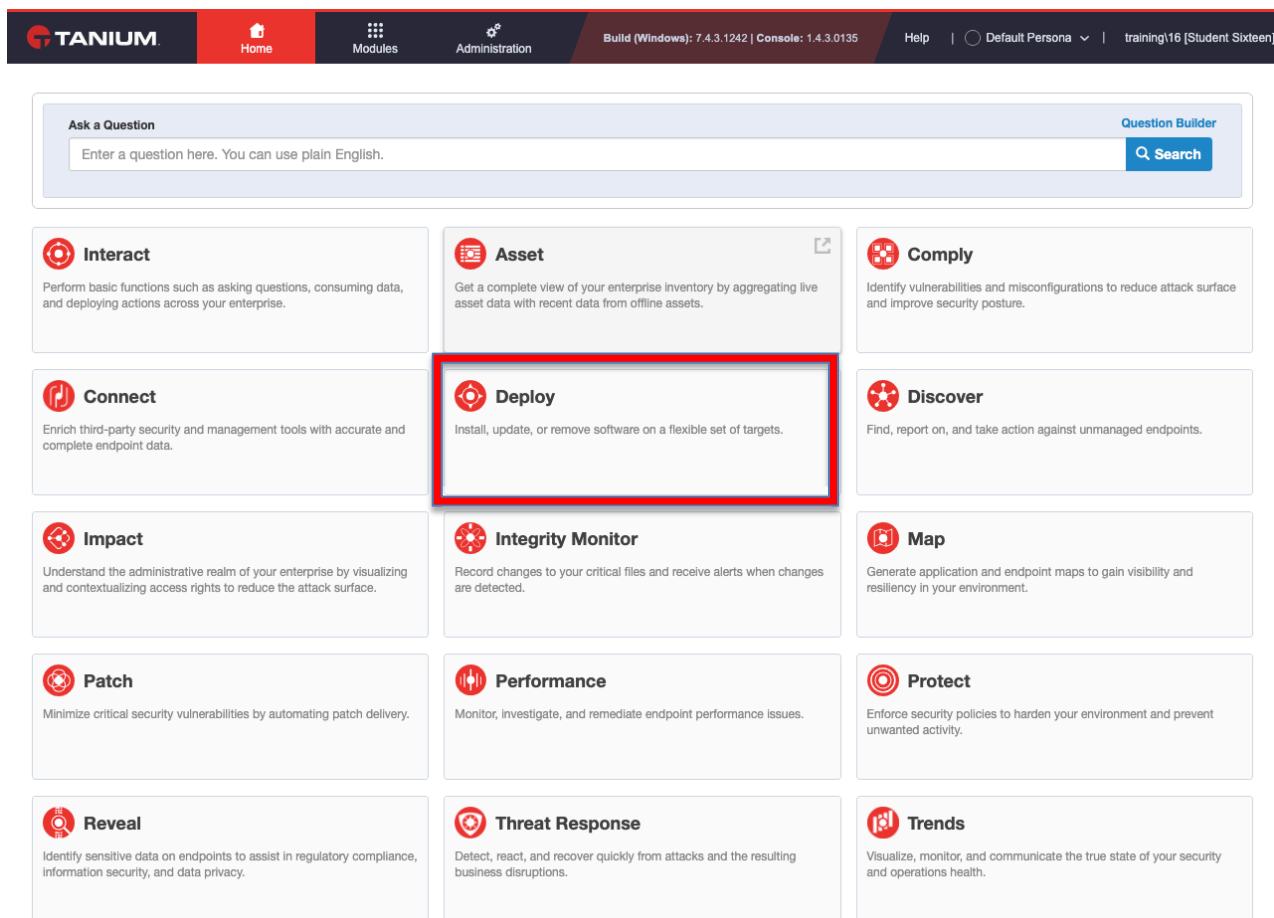 TANIUM.
Home
Modules
Administration
Build (Windows): 7.4.3.1242 | Console: 1.4.3.0135
Help | Default Persona | training\16 [Student Sixteen]
Ask a Question
Question Builder
Enter a question here. You can use plain English.
Search
Interact
Perform basic functions such as asking questions, consuming data,
and deploying actions across your enterprise.
Asset
Get a complete view of your enterprise inventory by aggregating live
asset data with recent data from offline assets.
Comply
Identify vulnerabilities and misconfigurations to reduce attack surface
and improve security posture.
Connect
Enrich third-party security and management tools with accurate and
complete endpoint data.
Deploy
Install, update, or remove software on a flexible set of targets.
Discover
Find, report on, and take action against unmanaged endpoints.
Impact
Understand the administrative realm of your enterprise by visualizing
and contextualizing access rights to reduce the attack surface.
Integrity Monitor
Record changes to your critical files and receive alerts when changes
are detected.
Map
Generate application and endpoint maps to gain visibility and
resiliency in your environment.
Patch
Minimize critical security vulnerabilities by automating patch delivery.
Performance
Monitor, investigate, and remediate endpoint performance issues.
Protect
Enforce security policies to harden your environment and prevent
unwanted activity.
Reveal
Identify sensitive data on endpoints to assist in regulatory compliance,
information security, and data privacy.
Threat Response
Detect, react, and recover quickly from attacks and the resulting
business disruptions.
Trends
Visualize, monitor, and communicate the true state of your security
and operations health.